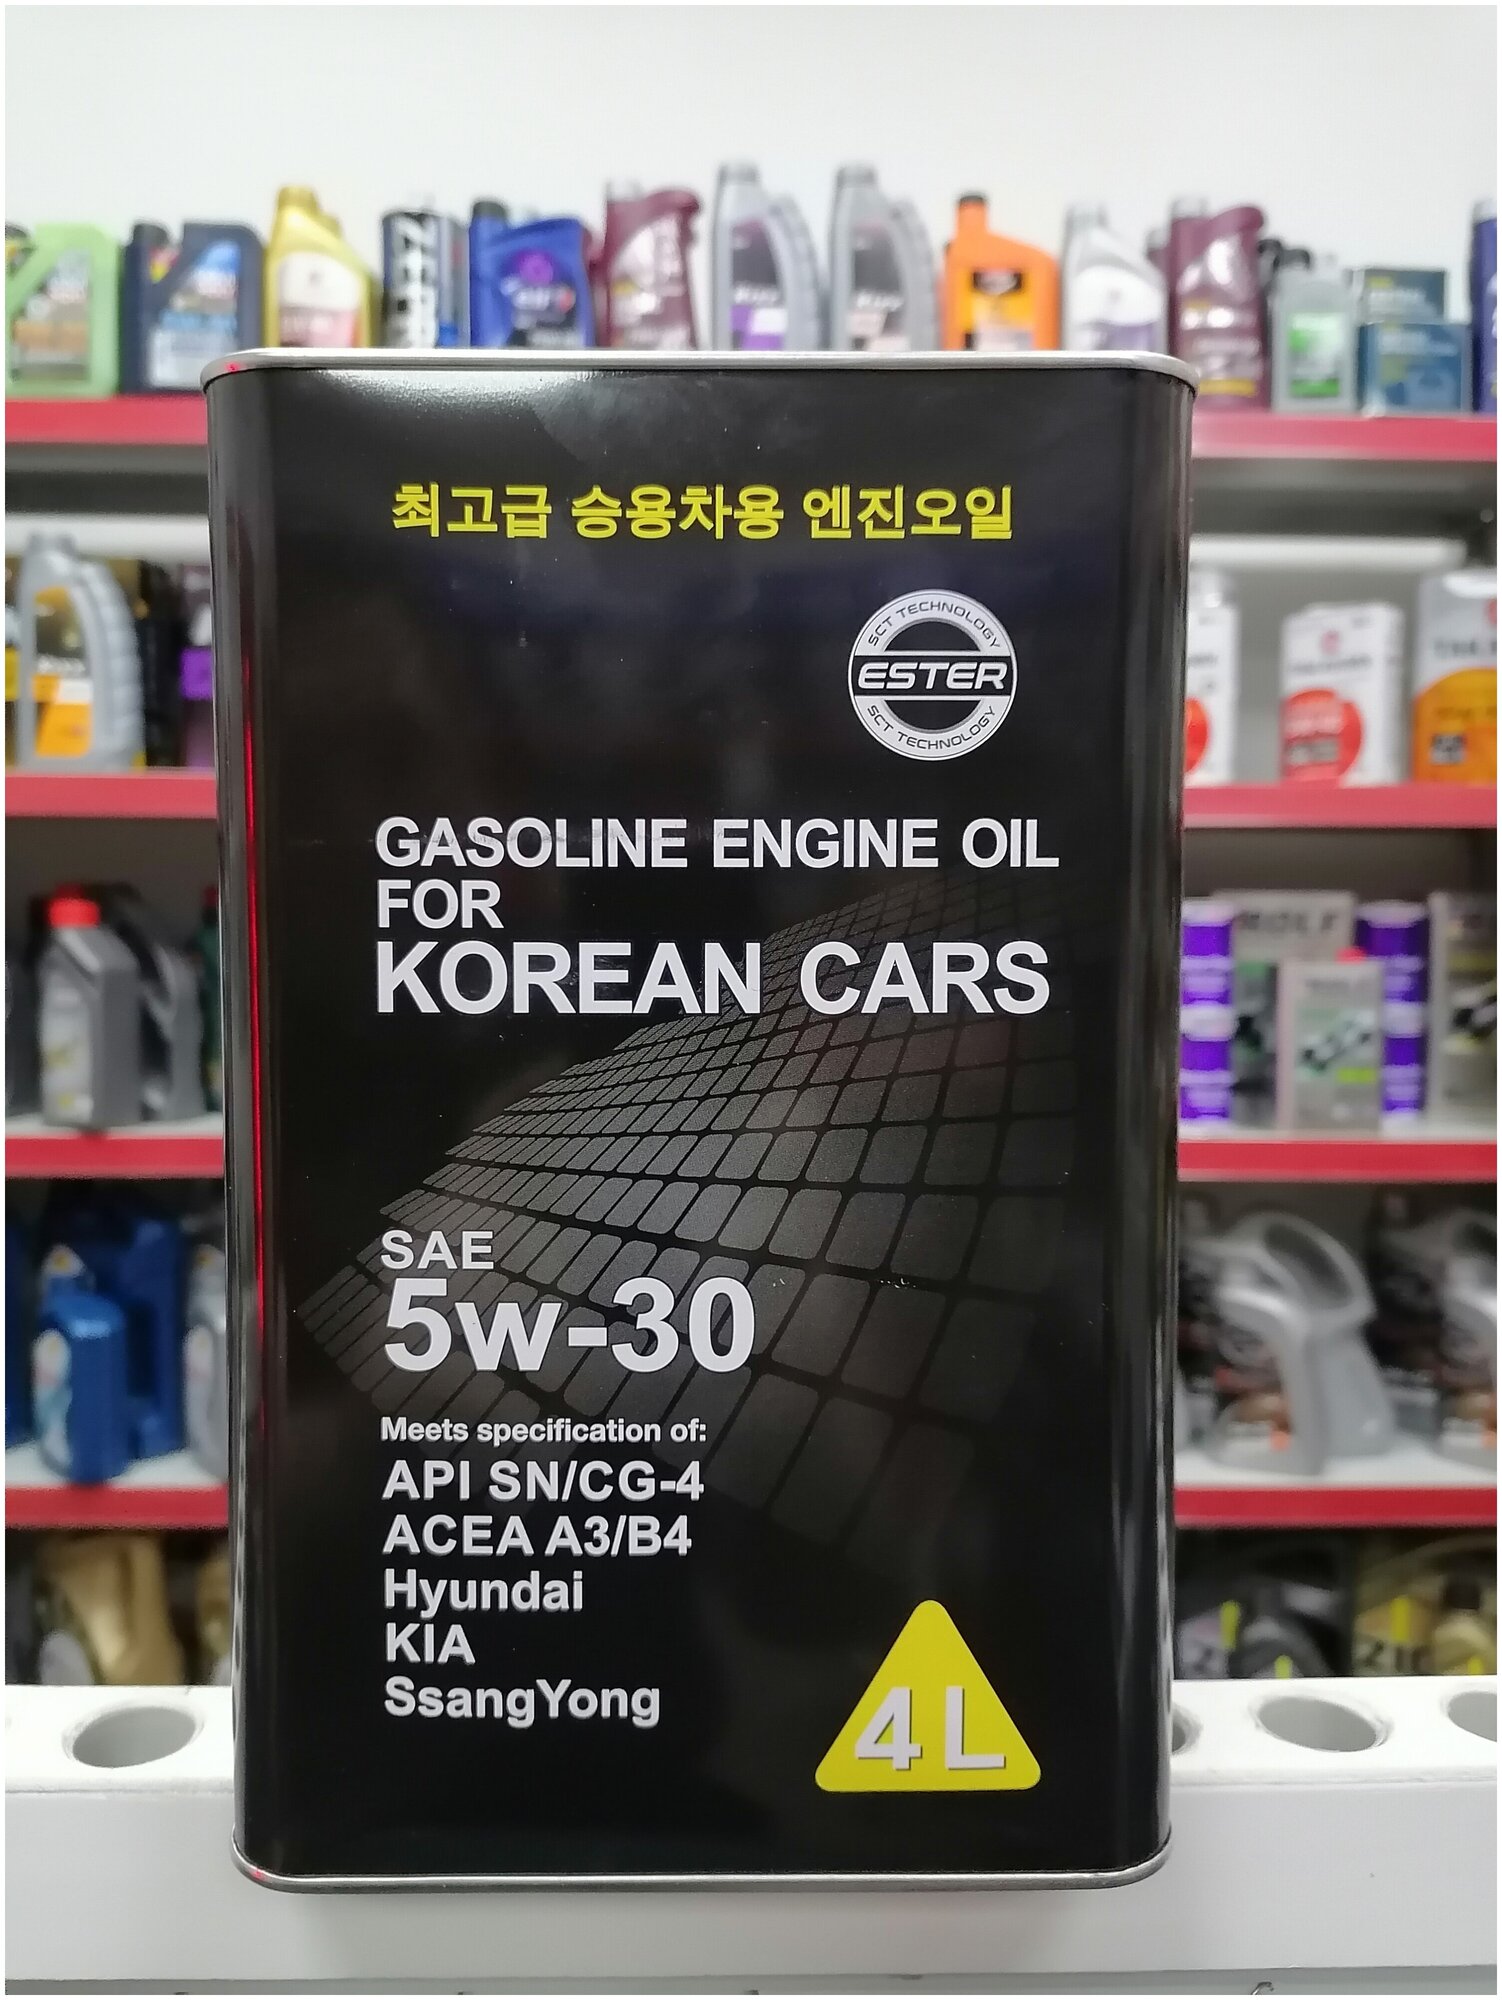 최고급 승용차용 엔진오일
SCT TECHNOLOGY
ESTER
SCT TECHNOLOGY
GASOLINE ENGINE OIL
FOR
KOREAN CARS
SAE
5w-30
Meets specification of:
API SN/CG-4
ACEA A3/B4
Hyundai
KIA
SsangYong
4L